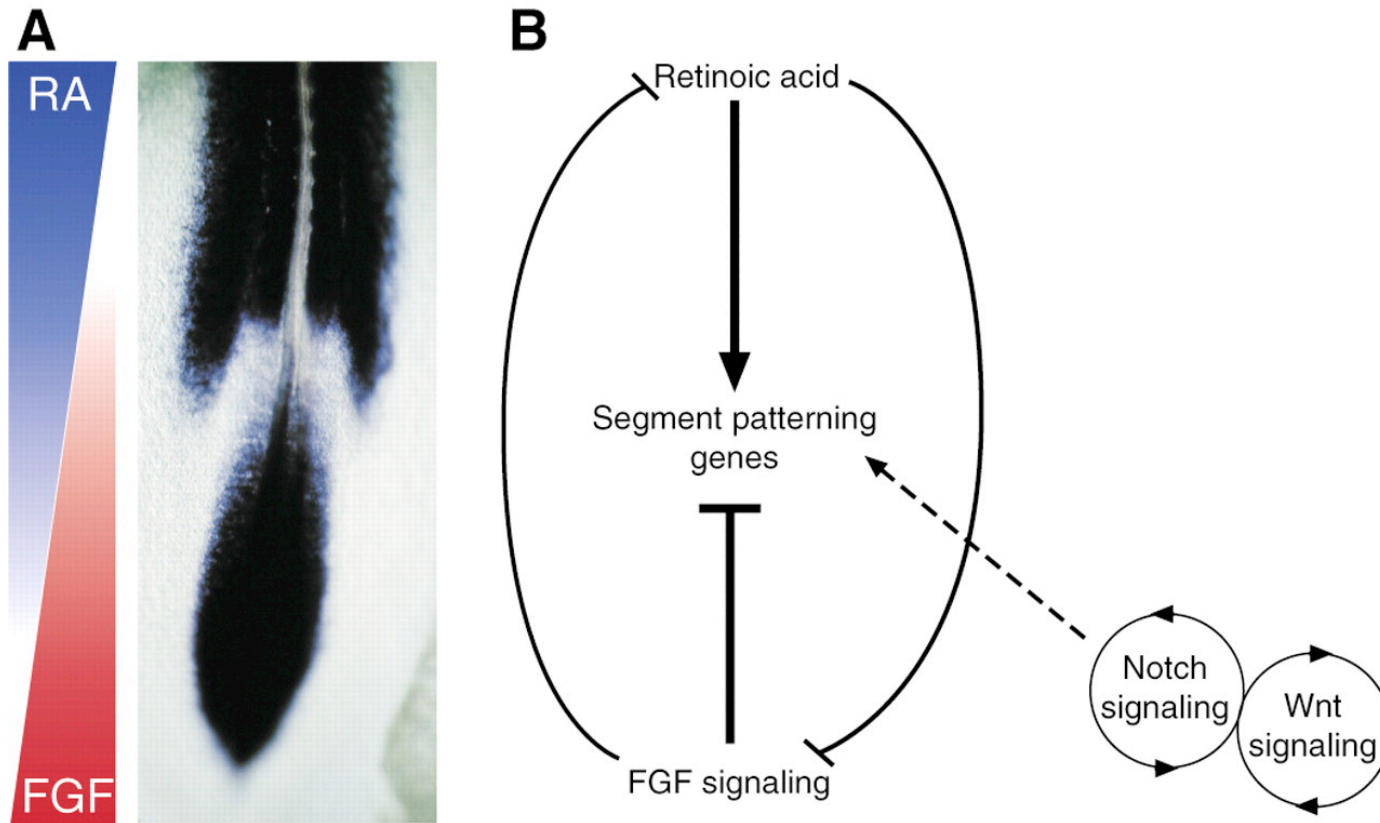 A
RA
FGF
B
Retinoic acid
Segment patterning
genes
FGF signaling
Notch
signaling
Wnt
signaling